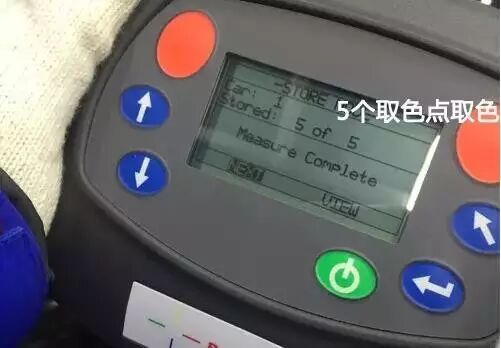 -STORE
Car: 1
Stored: 5 of 5
5个取色点取色
Measure Complete
NEXT
VIEW